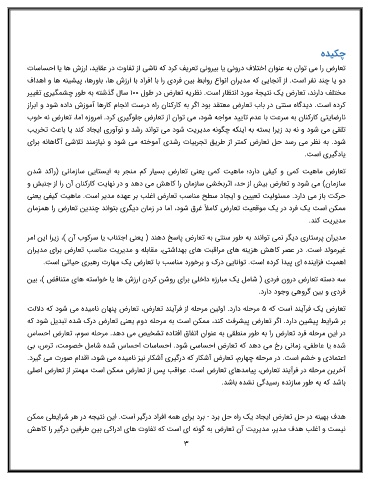 چکیده
تعارض را می توان به عنوان اختلاف درونی یا بیرونی تعریف کرد که ناشی از تفاوت در عقاید، ارزش ها یا احساسات
دو یا چند نفر است. از آنجایی که مدیران انواع روابط بین فردی را با افراد با ارزش ها، باورها، پیشینه ها و اهداف
مختلف دارند، تعارض یک نتیجهٔ مورد انتظار است. نظریه تعارض در طول ۱۰۰ سال گذشته به طور چشمگیری تغییر
کرده است. دیدگاه سنتی در باب تعارض معتقد بود اگر به کارکنان راه درست انجام کارها آموزش داده شود و ابراز
نارضایتی کارکنان به سرعت با عدم تایید مواجه شود، می توان از تعارض جلوگیری کرد. امروزه اما، تعارض نه خوب
تلقی می شود و نه بد زیرا بسته به اینکه چگونه مدیریت شود می تواند رشد و نوآوری ایجاد کند یا باعث تخریب
شود. به نظر می رسد حل تعارض کمتر از طریق تجربیات رشدی آموخته می شود و نیازمند تلاشی آگاهانه برای
یادگیری است.
تعارض ماهیت کمی و کیفی دارد؛ ماهیت کمی یعنی تعارض بسیار کم منجر به ایستایی سازمانی (راکد شدن
سازمان) می شود و تعارض بیش از حد، اثربخشی سازمان را کاهش می دهد و در نهایت کارکنان آن را از جنبش و
حرکت باز می دارد. مسئولیت تعیین و ایجاد سطح مناسب تعارض اغلب بر عهده مدیر است. ماهیت کیفی یعنی
ممکن است یک فرد در یک موقعیت تعارض کاملاً غرق شود، اما در زمان دیگری بتواند چندین تعارض را همزمان
مدیریت کند.
مدیران پرستاری دیگر نمی توانند به طور سنتی به تعارض پاسخ دهند ( یعنی اجتناب یا سرکوب آن )، زیرا این امر
غیرمولد است. در عصر کاهش هزینه های مراقبت های بهداشتی، مقابله و مدیریت مناسب تعارض برای مدیران
اهمیت فزاینده ای پیدا کرده است. توانایی درک و برخورد مناسب با تعارض یک مهارت رهبری حیاتی است.
سه دسته تعارض درون فردی ( شامل یک مبارزه داخلی برای روشن کردن ارزش ها یا خواسته های متناقض )، بین
فردی و بین گروهی وجود دارد.
تعارض یک فرآیند است که ۵ مرحله دارد. اولین مرحله از فرآیند تعارض، تعارض پنهان نامیده می شود که دلالت
بر شرایط پیشین دارد. اگر تعارض پیشرفت کند، ممکن است به مرحله دوم یعنی تعارض درک شده تبدیل شود که
در این مرحله فرد تعارض را به طور منطقی به عنوان اتفاق افتاده تشخیص می دهد. مرحله سوم، تعارض احساس
شده یا عاطفی، زمانی رخ می دهد که تعارض احساسی شود. احساسات احساس شده شامل خصومت، ترس، بی
اعتمادی و خشم است. در مرحله چهارم، تعارض آشکار که درگیری آشکار نیز نامیده می شود، اقدام صورت می گیرد.
آخرین مرحله در فرآیند تعارض، پیامدهای تعارض است. عواقب پس از تعارض ممکن است مهمتر از تعارض اصلی
باشد که به طور سازنده رسیدگی نشده باشد.
هدف بهینه در حل تعارض ایجاد یک راه حل برد - برد برای همه افراد درگیر است. این نتیجه در هر شرایطی ممکن
نیست و اغلب هدف مدیر، مدیریت آن تعارض به گونه ای است که تفاوت های ادراکی بین طرفین درگیر را کاهش
۳